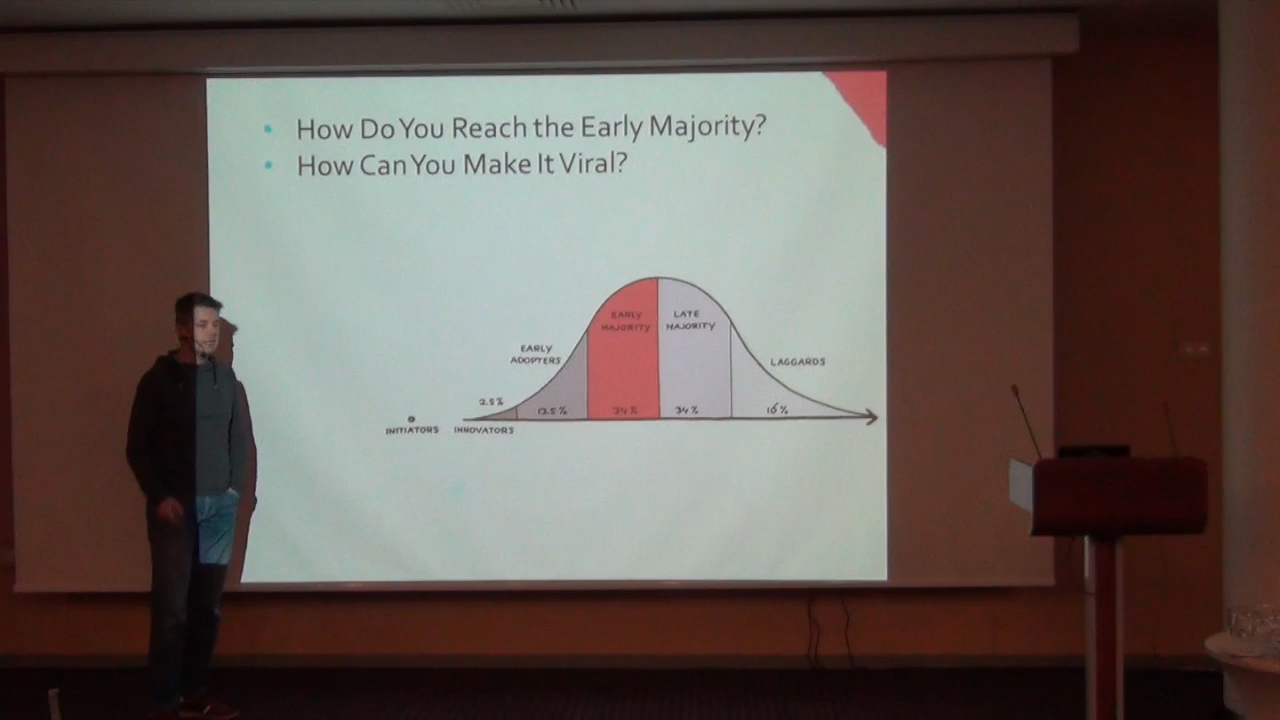 How Do You Reach the Early Majority?
How Can You Make It Viral?
EARLY
MAJORITY
LATE
MAJORITY
EARLY
ADOPTERS
LAGGARDS
2.5%
13.5%
34%
34%
16%
INITIATORS
INNOVATORS